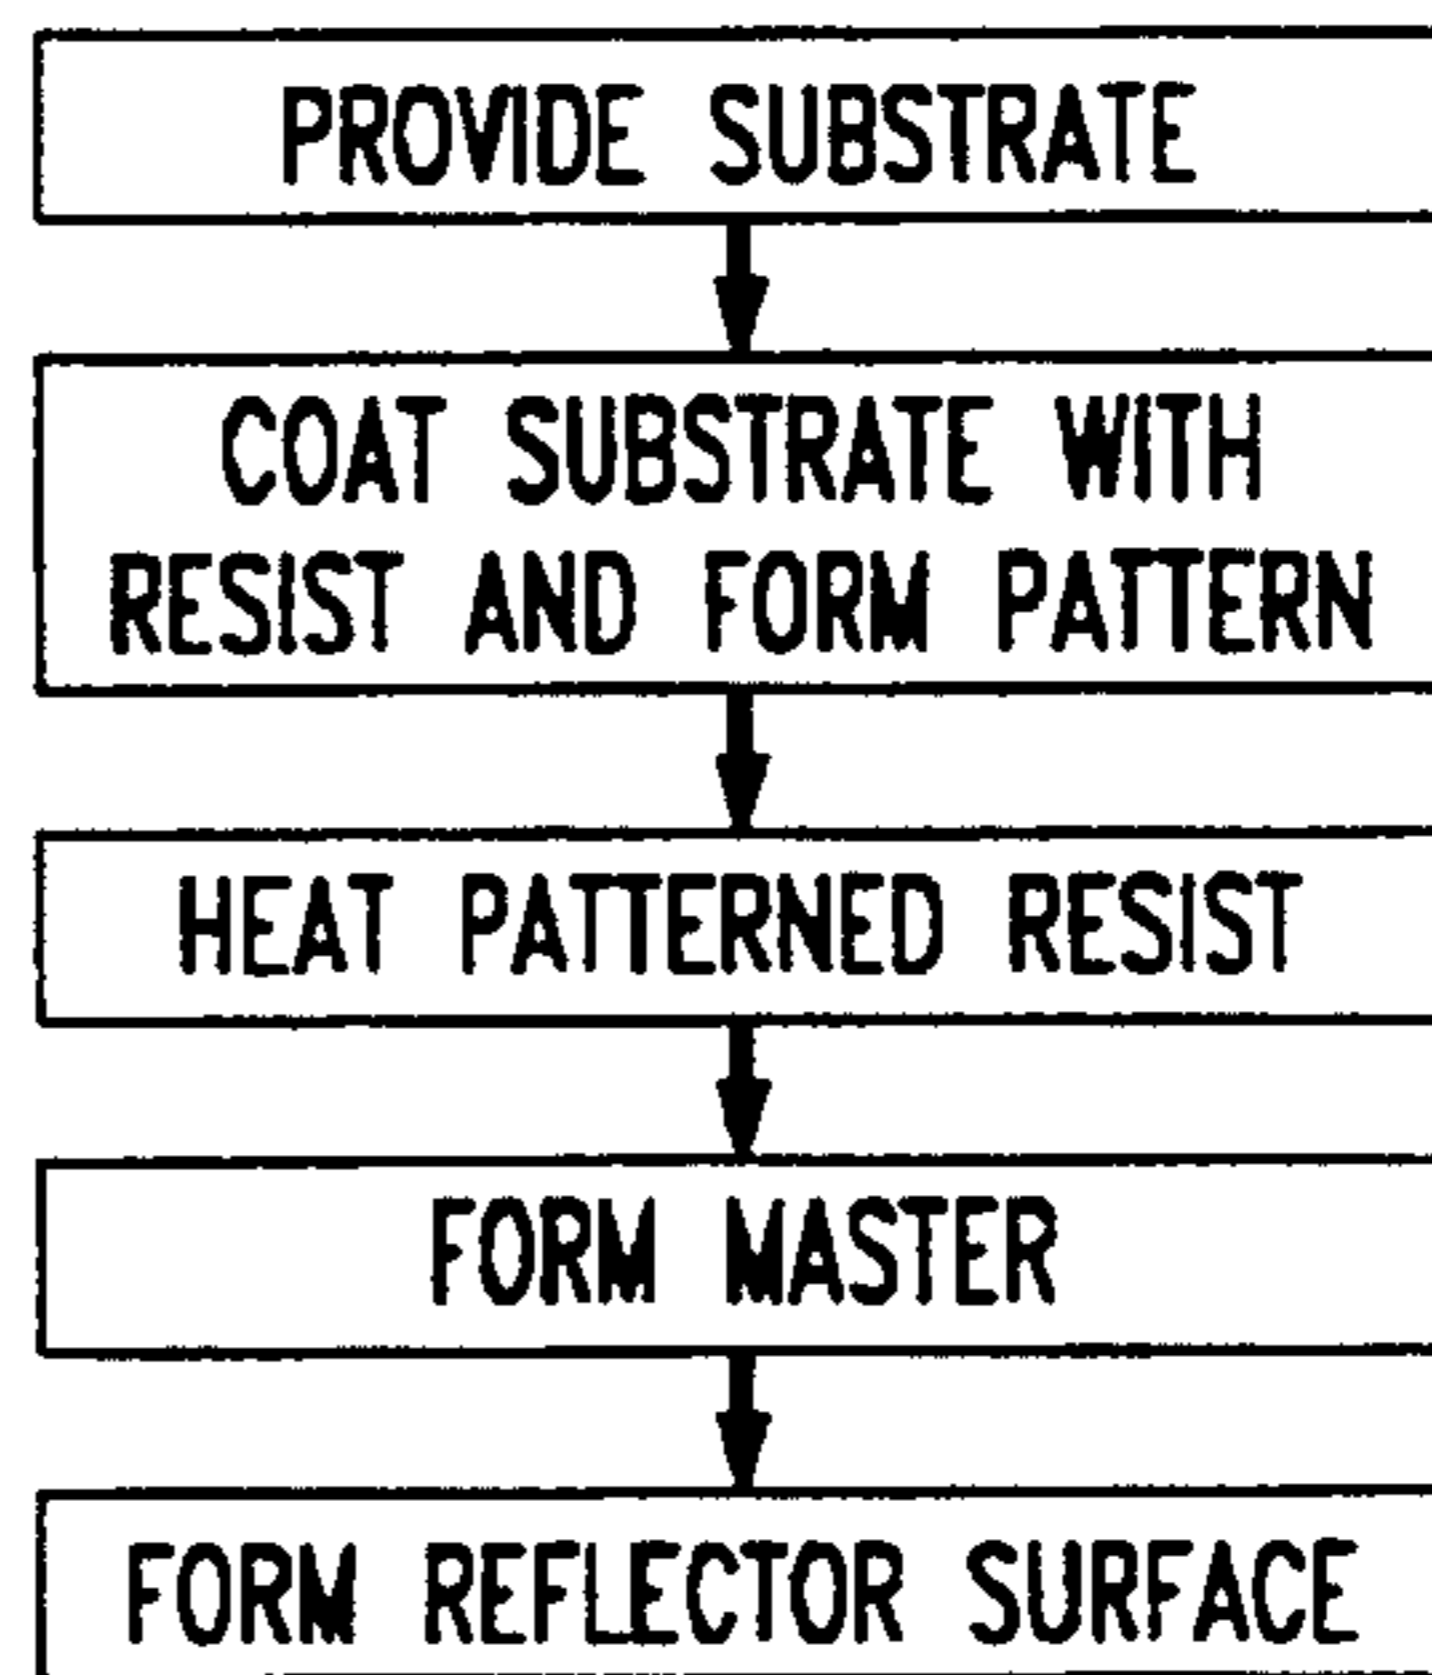 PROVIDE SUBSTRATE
COAT SUBSTRATE WITH
RESIST AND FORM PATTERN
HEAT PATTERNED RESIST
FORM MASTER
FORM REFLECTOR SURFACE